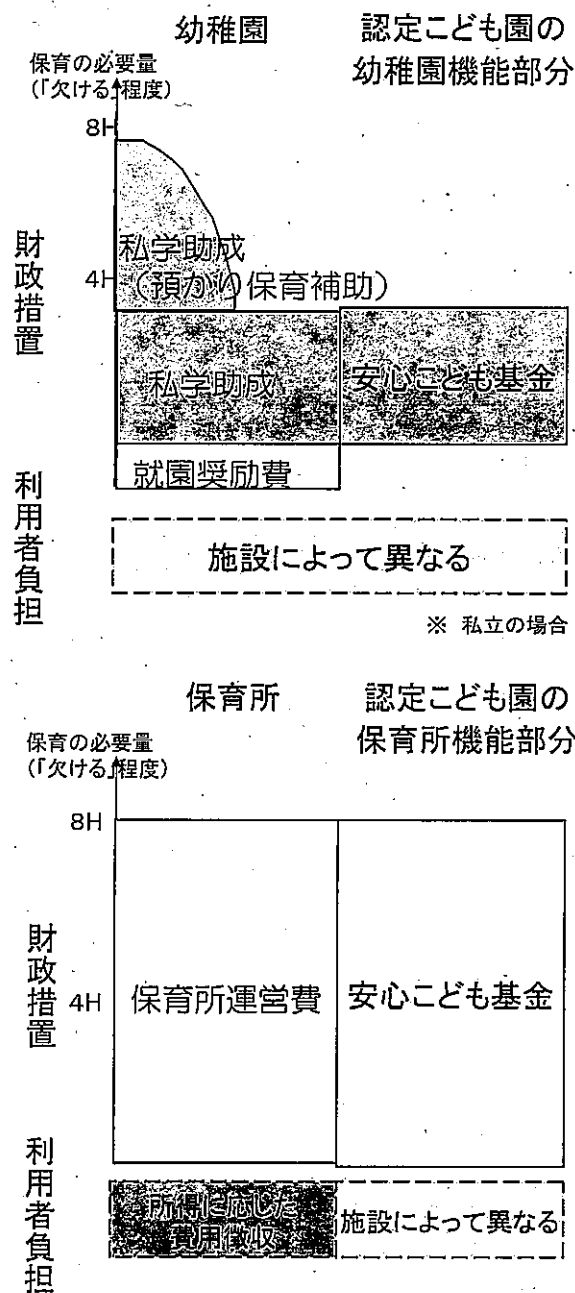 幼稚園
認定こども園の
幼稚園機能部分
保育の必要量
(「欠ける」程度)
8H
財政措置
私学助成
(預かり保育補助)
4H
私学助成
安心こども基金
就園奨励費
利用者負担
施設によって異なる
※ 私立の場合
保育所
認定こども園の
保育所機能部分
保育の必要量
(「欠ける」程度)
8H
財政措置
4H
保育所運営費
安心こども基金
利用者負担
所得に応じた
費用徴収
施設によって異なる